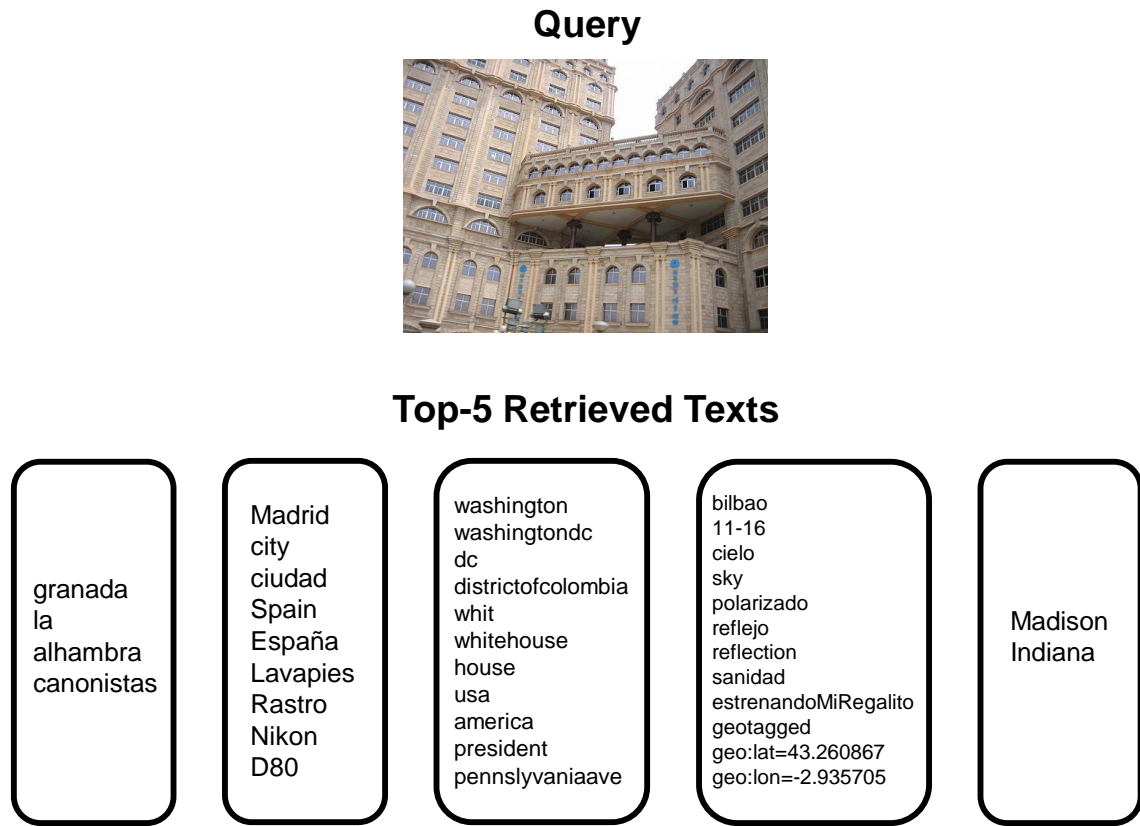 Query
Top-5 Retrieved Texts
granada
la
alhambra
canonistas
Madrid
city
ciudad
Spain
España
Lavapies
Rastro
Nikon
D80
washington
washingtondc
dc
districtofcolombia
whit
whitehouse
house
usa
america
president
pennslyvaniaave
bilbao
11-16
cielo
sky
polarizado
reflejo
reflection
sanidad
estrenandoMiRegalito
geotagged
geo:lat=43.260867
geo:lon=-2.935705
Madison
Indiana